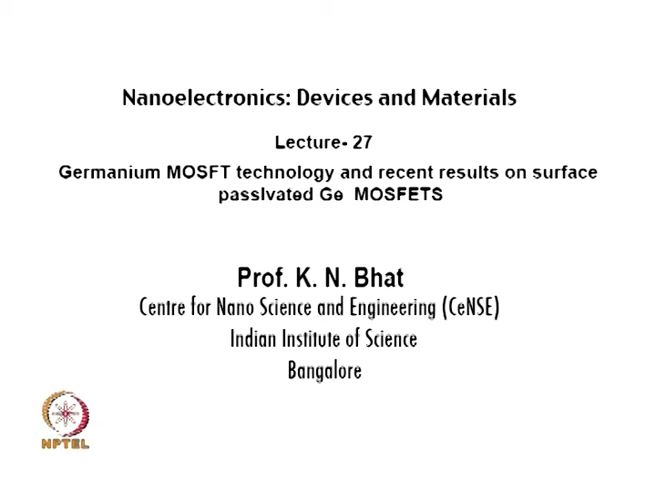 Nanoelectronics: Devices and Materials
Lecture- 27
Germanium MOSFT technology and recent results on surface
passIvated Ge MOSFETS
Prof. K. N. Bhat
Centre for Nano Science and Engineering (CeNSE)
Indian Institute of Science
Bangalore
NPTEL